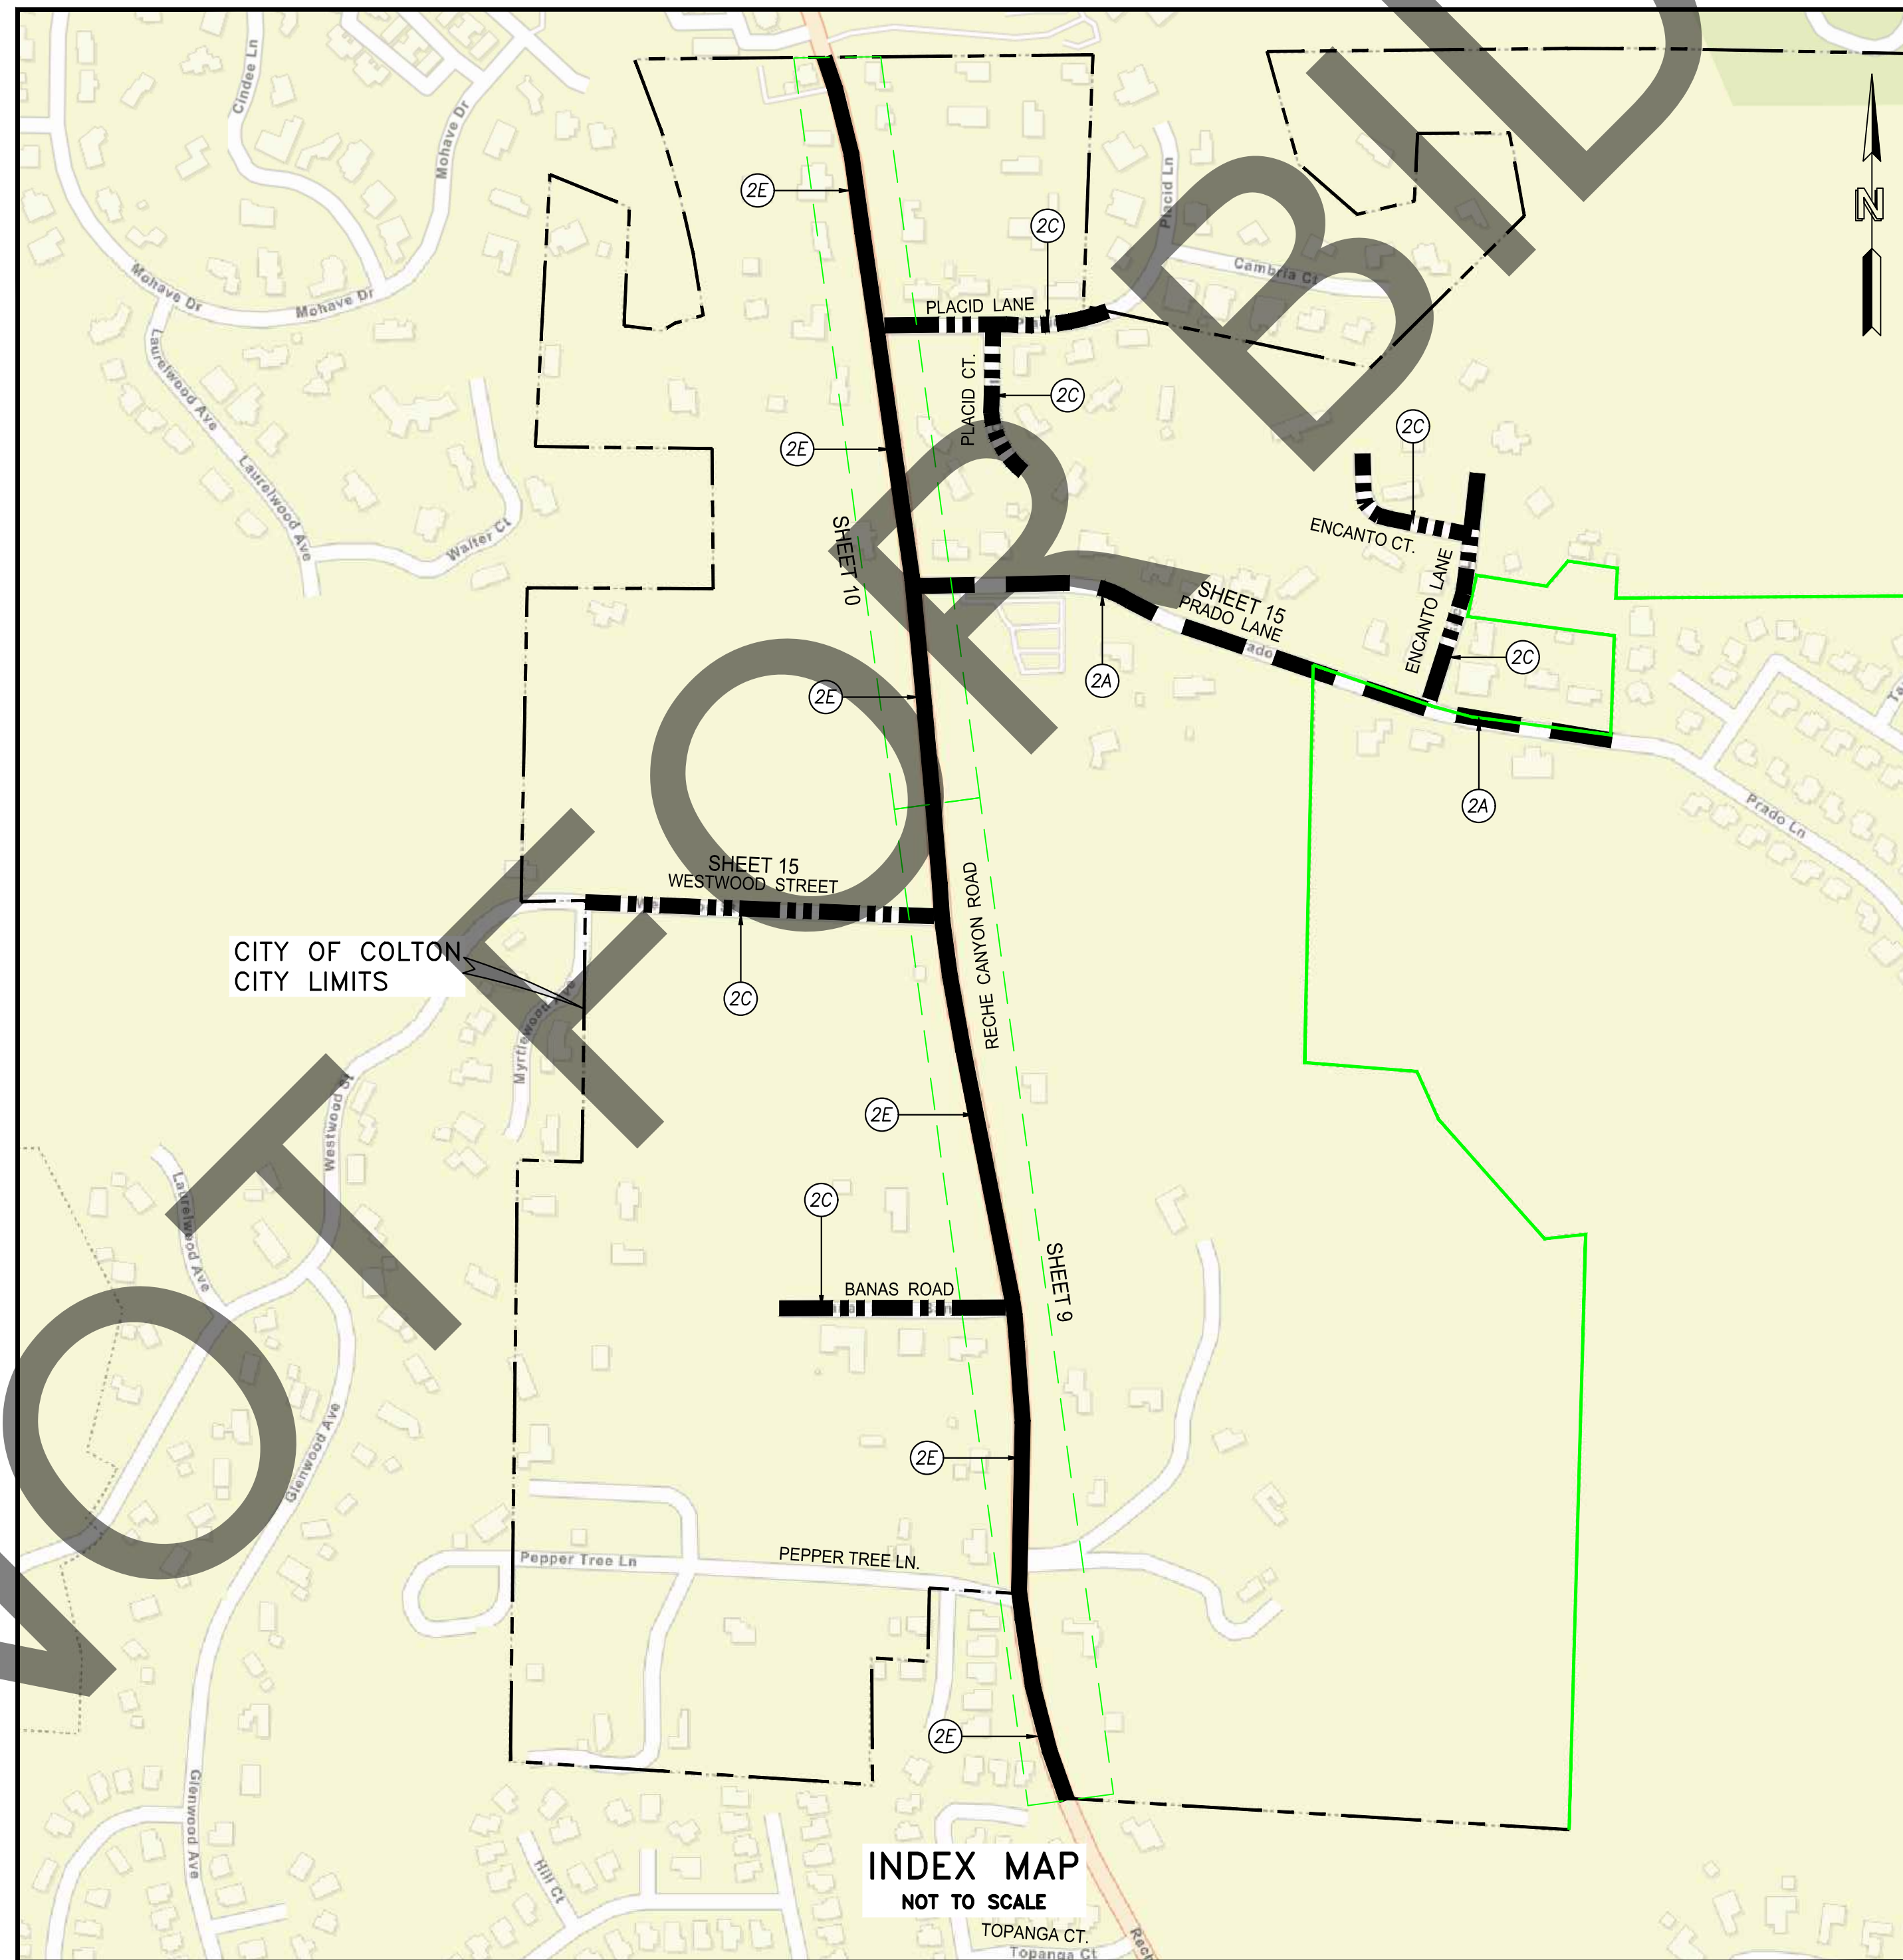 Cindee Ln
Mohave Dr
Mohave Dr
Mohave Dr
Placid Ln
Cambria Ct
N
2E
2C
PLACID LANE
PLACID CT.
2C
Laurelwood Ave
Laurelwood Ave
Walter Ct
2E
2C
SHEET 10
ENCANTO CT.
ENCANTO LANE
SHEET 15
PRADO LANE
2C
2E
2A
2A
Prado Ln
SHEET 15
WESTWOOD STREET
RECHE CANYON ROAD
CITY OF COLTON
CITY LIMITS
2C
Myrtlewood Ave
Westwood St
2E
Laurelwood Ave
2C
SHEET 9
BANAS ROAD
Glenwood Ave
2E
Pepper Tree Ln
PEPPER TREE LN.
2E
Glenwood Ave
Hill Ct
INDEX MAP
NOT TO SCALE
TOPANGA CT.
Topanga Ct
Rech
OT FOR BID